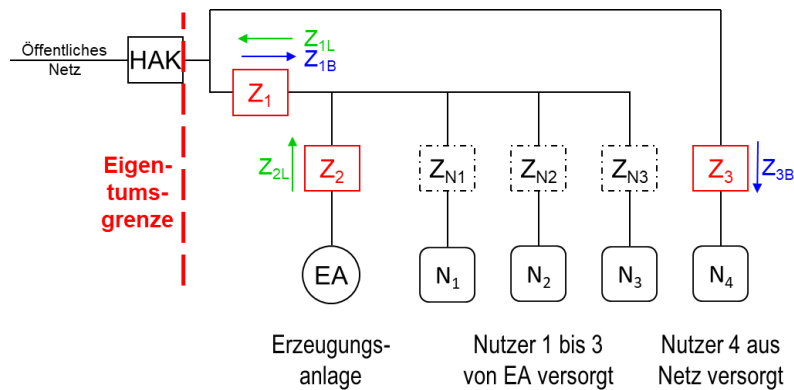 Öffentliches
Netz
HAK
Z1L
Z1B
Z1
Eigen-
tums-
grenze
Z2L
Z2
ZN1
ZN2
ZN3
Z3
Z3B
EA
N1
N2
N3
N4
Erzeugungs-
anlage
Nutzer 1 bis 3
von EA versorgt
Nutzer 4 aus
Netz versorgt